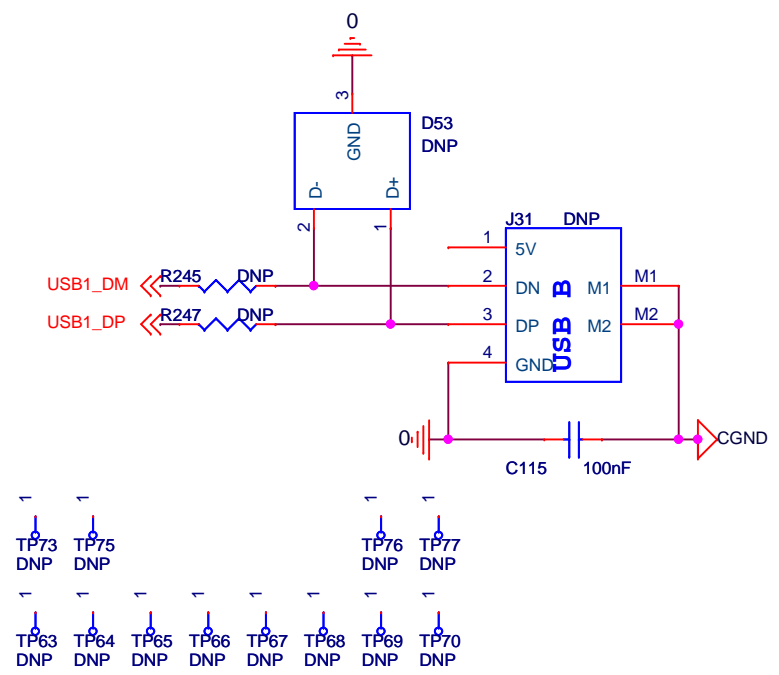 0
3
GND
D53
DNP
D-
D+
2
1
J31 DNP
1 5V
USB1_DM R245 DNP 2 DN M1 M1
USB1_DP R247 DNP 3 DP M2 M2
USB B
4 GND
0 CGND
C115 100nF
1 1 1 1
TP73 TP75 TP76 TP77
DNP DNP DNP DNP
1 1 1 1 1 1 1 1
TP63 TP64 TP65 TP66 TP67 TP68 TP69 TP70
DNP DNP DNP DNP DNP DNP DNP DNP